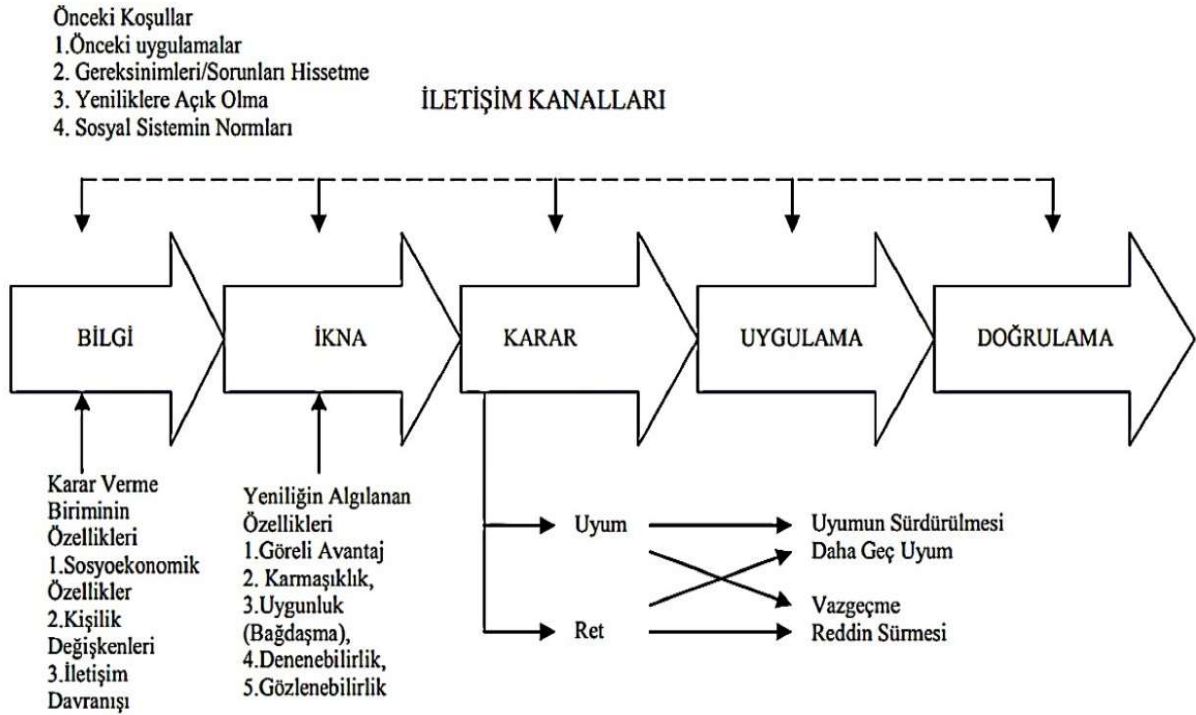 Önceki Koşullar
1.Önceki uygulamalar
2. Gereksinimleri/Sorunları Hissetme
3. Yeniliklere Açık Olma
4. Sosyal Sistemin Normları
İLETİŞİM KANALLARI
BİLGİ
İKNA
KARAR
UYGULAMA
DOĞRULAMA
Karar Verme
Biriminin
Özellikleri
1.Sosyoekonomik
Özellikler
2.Kişilik
Değişkenleri
3.İletişim
Davranışı
Yeniliğin Algılanan
Özellikleri
1.Göreli Avantaj
2. Karmaşıklık,
3.Uygunluk
(Bağdaşma),
4.Denenebilirlik,
5.Gözlenebilirlik
Uyum
Ret
Uyumun Sürdürülmesi
Daha Geç Uyum
Vazgeçme
Reddin Sürmesi